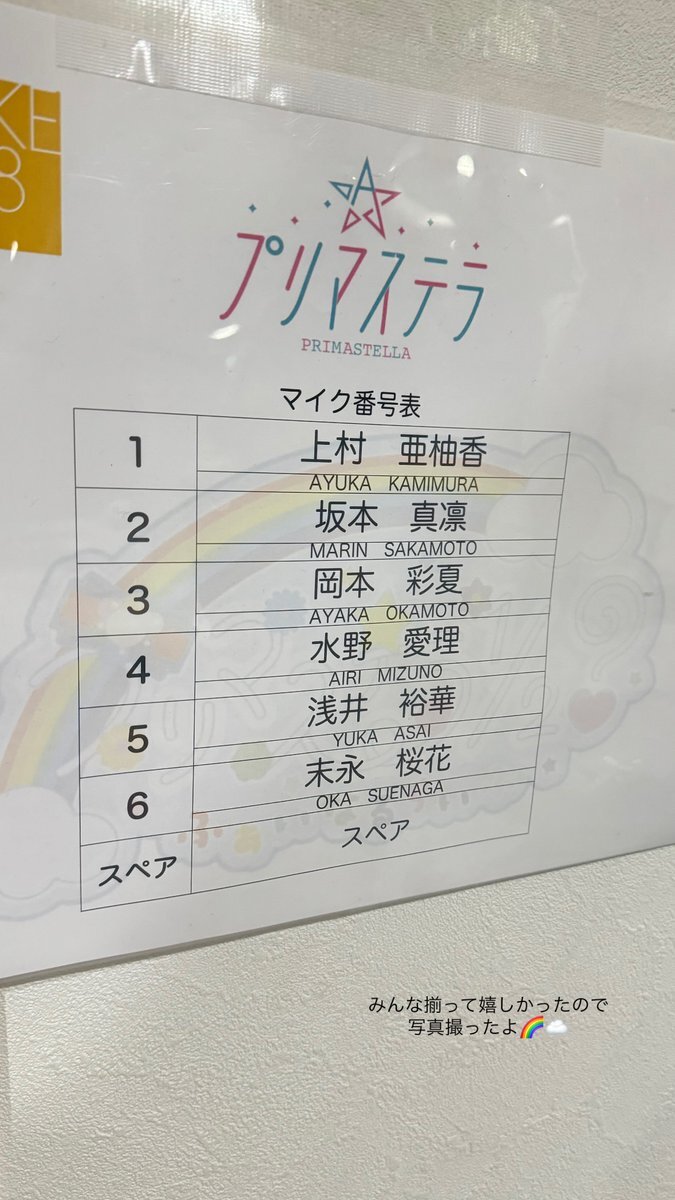 KE
8
プリマステラ
PRIMASTELLA
マイク番号表
1 上村 亜柚香
AYUKA KAMIMURA
2 坂本 真凛
MARIN SAKAMOTO
3 岡本 彩夏
AYAKA OKAMOTO
4 水野 愛理
AIRI MIZUNO
5 浅井 裕華
YUKA ASAI
6 末永 桜花
OKA SUENAGA
スペア スペア
みんな揃って嬉しかったので
写真撮ったよ🌈☁️